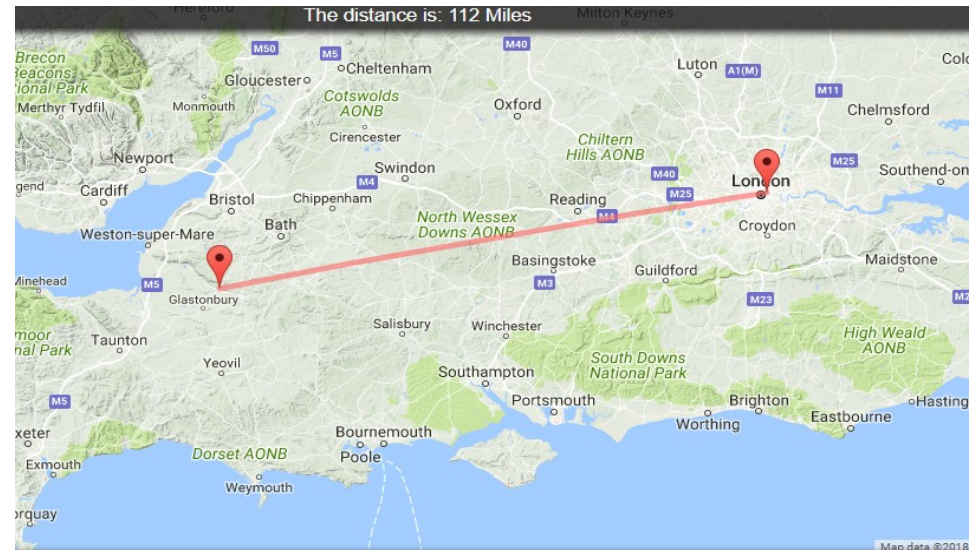 The distance is: 112 Miles
Hereford
Milton Keynes
M50
M5
M40
Luton
A1(M)
Colc
Brecon
Beacons
ional Park
Gloucester
Cheltenham
M11
Merthyr Tydfil
Monmouth
Cotswolds
AONB
Oxford
Chelmsford
Cirencester
Chiltern
Hills AONB
Newport
Swindon
M4
M40
M25
London
M25
Southend-on-
gend
Cardiff
Bristol
Chippenham
Reading
M4
North Wessex
Downs AONB
Bath
Croydon
Weston-super-Mare
Basingstoke
Guildford
Maidstone
Minehead
M5
M3
Glastonbury
M23
M2
moor
nal Park
Taunton
Salisbury
Winchester
High Weald
AONB
Yeovil
South Downs
National Park
Southampton
M5
Portsmouth
Brighton
Hasting
Worthing
Eastbourne
xeter
Bournemouth
Poole
Dorset AONB
Exmouth
Weymouth
orquay
Map data ©2018